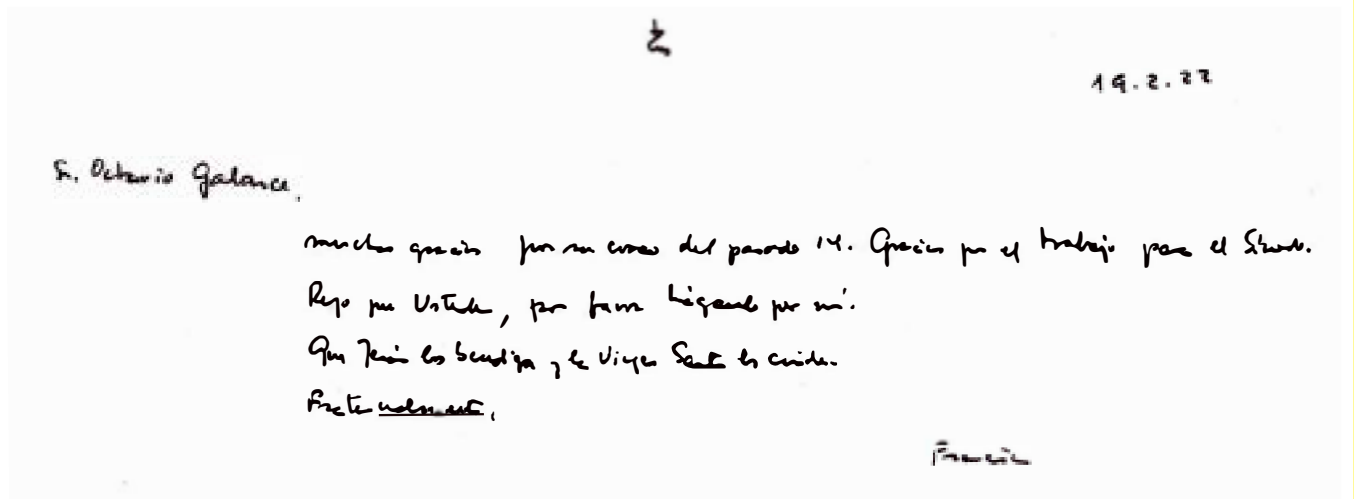 19.2.22
Sr. Octavio Galarce,
muchas gracias por su correo del pasado 14. Gracias por el trabajo para el Sínodo.
Rezo por Ustedes, por favor háganlo por mí.
Que Jesús los bendiga y la Virgen Santa los cuide.
Fraternalmente,
Francisco